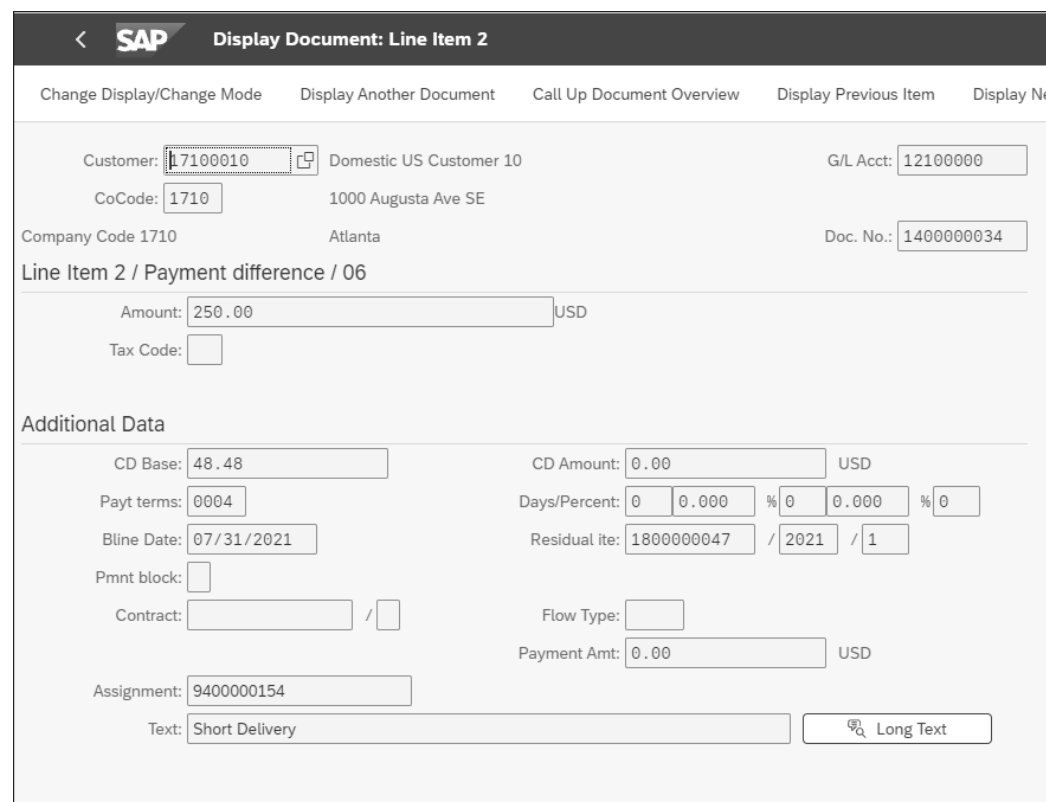 SAP Display Document: Line Item 2
Change Display/Change Mode Display Another Document Call Up Document Overview Display Previous Item Display Ne
Customer: 17100010 Domestic US Customer 10 G/L Acct: 12100000
CoCode: 1710 1000 Augusta Ave SE
Company Code 1710 Atlanta Doc. No.: 1400000034
Line Item 2 / Payment difference / 06
Amount: 250.00 USD
Tax Code:
Additional Data
CD Base: 48.48 CD Amount: 0.00 USD
Payt terms: 0004 Days/Percent: 0 0.000 % 0 0.000 % 0
Bline Date: 07/31/2021 Residual ite: 1800000047 / 2021 / 1
Pmnt block:
Contract: / Flow Type:
Payment Amt: 0.00 USD
Assignment: 9400000154
Text: Short Delivery Long Text